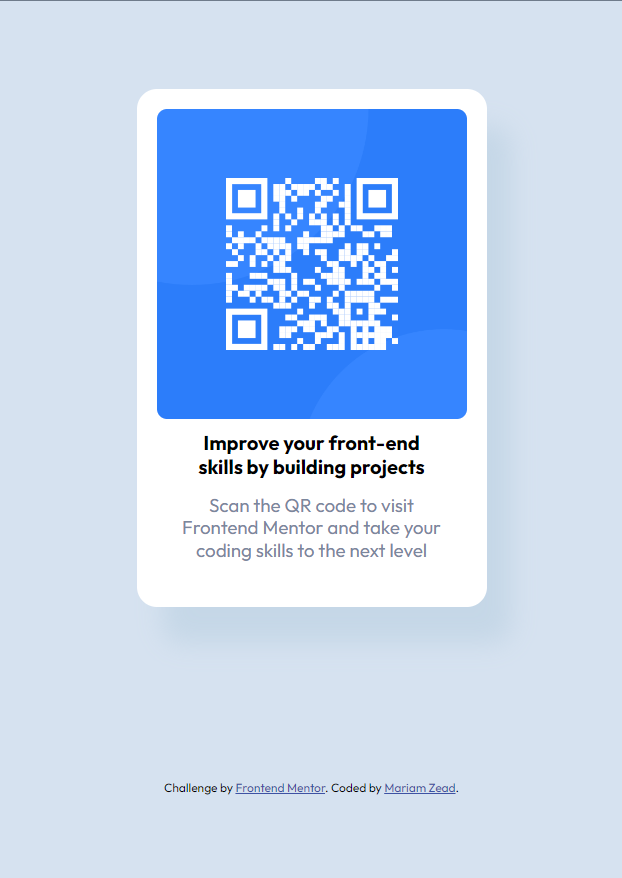 Improve your front-end
skills by building projects
Scan the QR code to visit
Frontend Mentor and take your
coding skills to the next level
Challenge by Frontend Mentor. Coded by Mariam Zead.